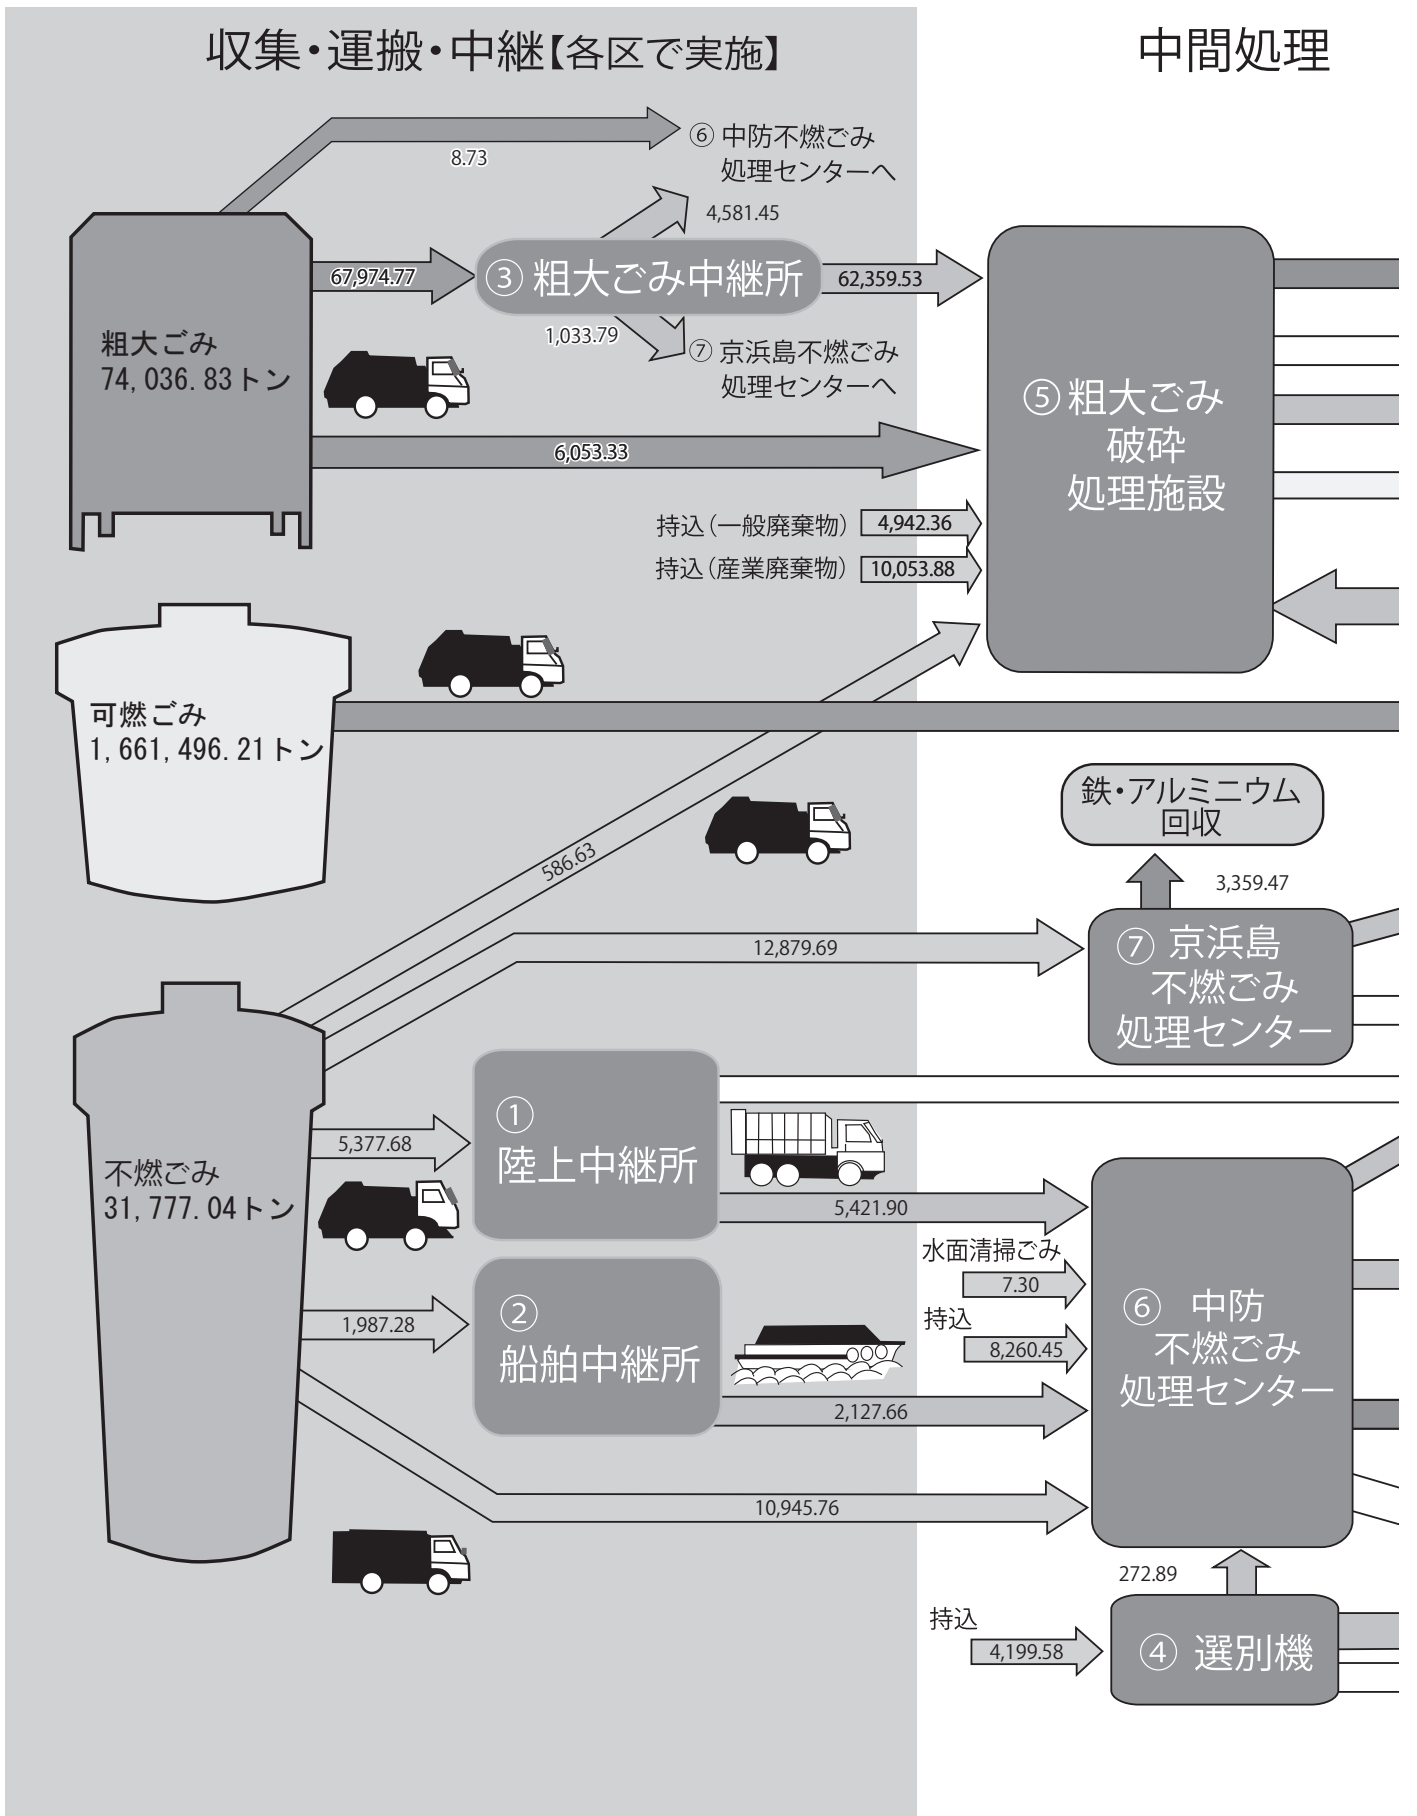 収集・運搬・中継【各区で実施】
中間処理
⑥ 中防不燃ごみ
処理センターへ
8.73
4,581.45
67,974.77
③ 粗大ごみ中継所
62,359.53
1,033.79
⑦ 京浜島不燃ごみ
処理センターへ
粗大ごみ
74,036.83トン
⑤ 粗大ごみ
破砕
処理施設
6,053.33
持込（一般廃棄物）
4,942.36
持込（産業廃棄物）
10,053.88
可燃ごみ
1,661,496.21トン
鉄・アルミニウム
回収
586.63
3,359.47
12,879.69
⑦ 京浜島
不燃ごみ
処理センター
①
陸上中継所
5,377.68
不燃ごみ
31,777.04トン
5,421.90
水面清掃ごみ
7.30
持込
8,260.45
⑥ 中防
不燃ごみ
処理センター
1,987.28
②
船舶中継所
2,127.66
10,945.76
272.89
持込
4,199.58
④ 選別機